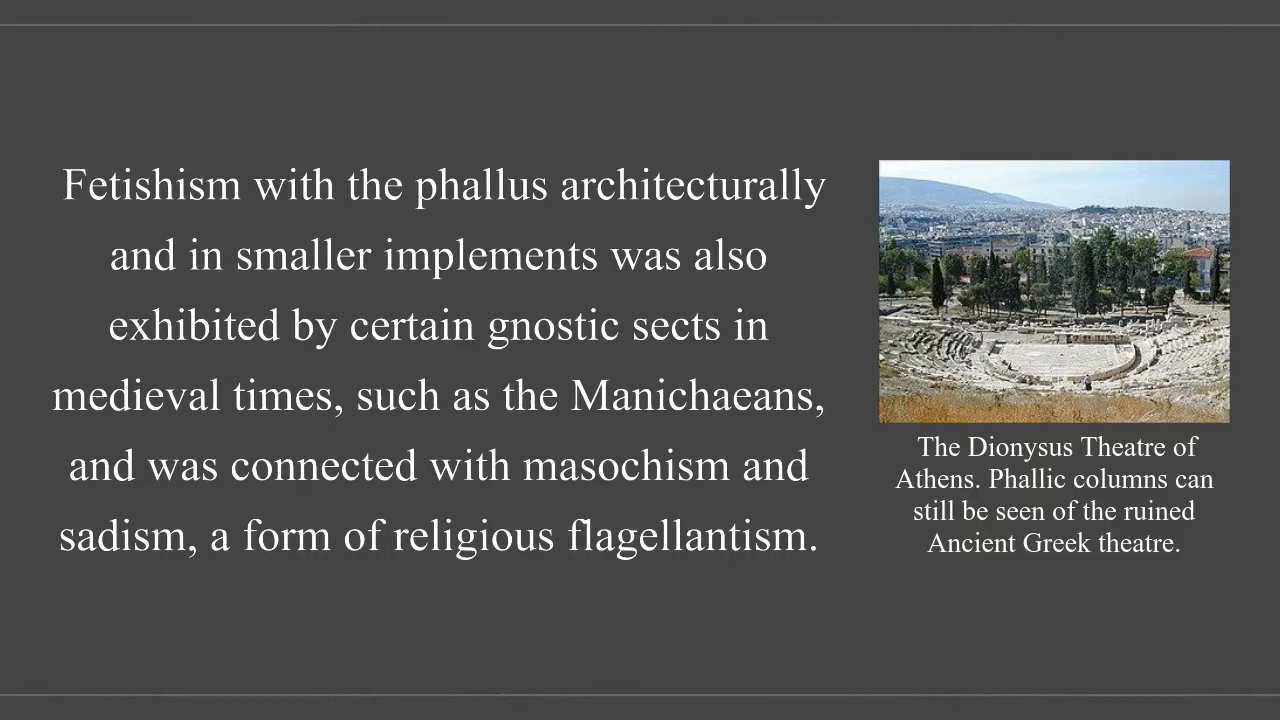 Fetishism with the phallus architecturally
and in smaller implements was also
exhibited by certain gnostic sects in
medieval times, such as the Manichaeans,
and was connected with masochism and
sadism, a form of religious flagellantism.
The Dionysus Theatre of
Athens. Phallic columns can
still be seen of the ruined
Ancient Greek theatre.